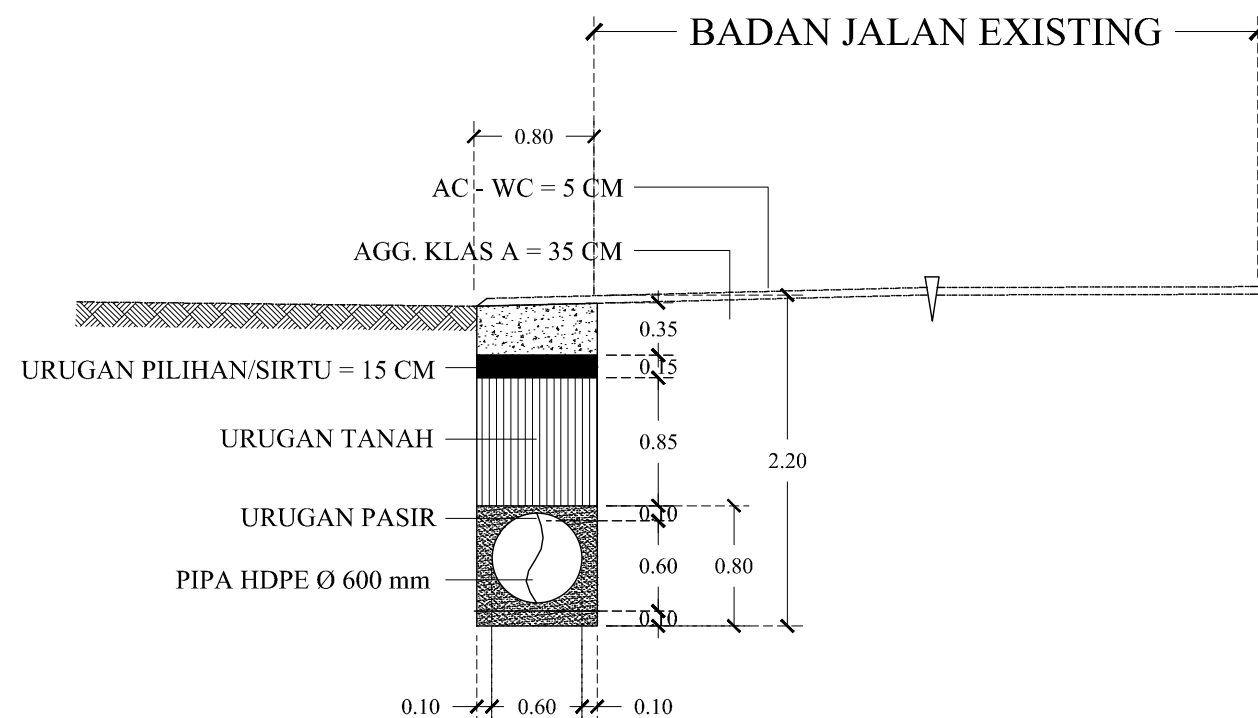 BADAN JALAN EXISTING
0.80
AC - WC = 5 CM
AGG. KLAS A = 35 CM
0.35
URUGAN PILIHAN/SIRTU = 15 CM
0.15
URUGAN TANAH
0.85
2.20
URUGAN PASIR
0.10
PIPA HDPE Ø 600 mm
0.60
0.80
0.10
0.10
0.60
0.10